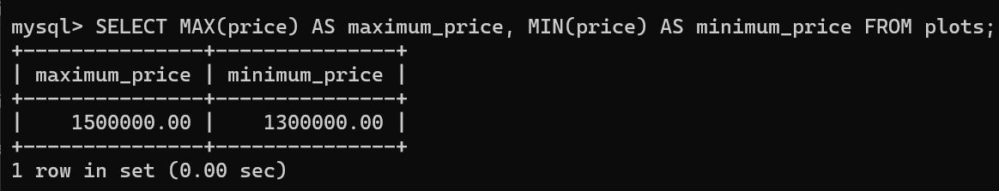 mysql> SELECT MAX(price) AS maximum_price, MIN(price) AS minimum_price FROM plots;
+---------------+---------------+
| maximum_price | minimum_price |
+---------------+---------------+
|    1500000.00 |    1300000.00 |
+---------------+---------------+
1 row in set (0.00 sec)